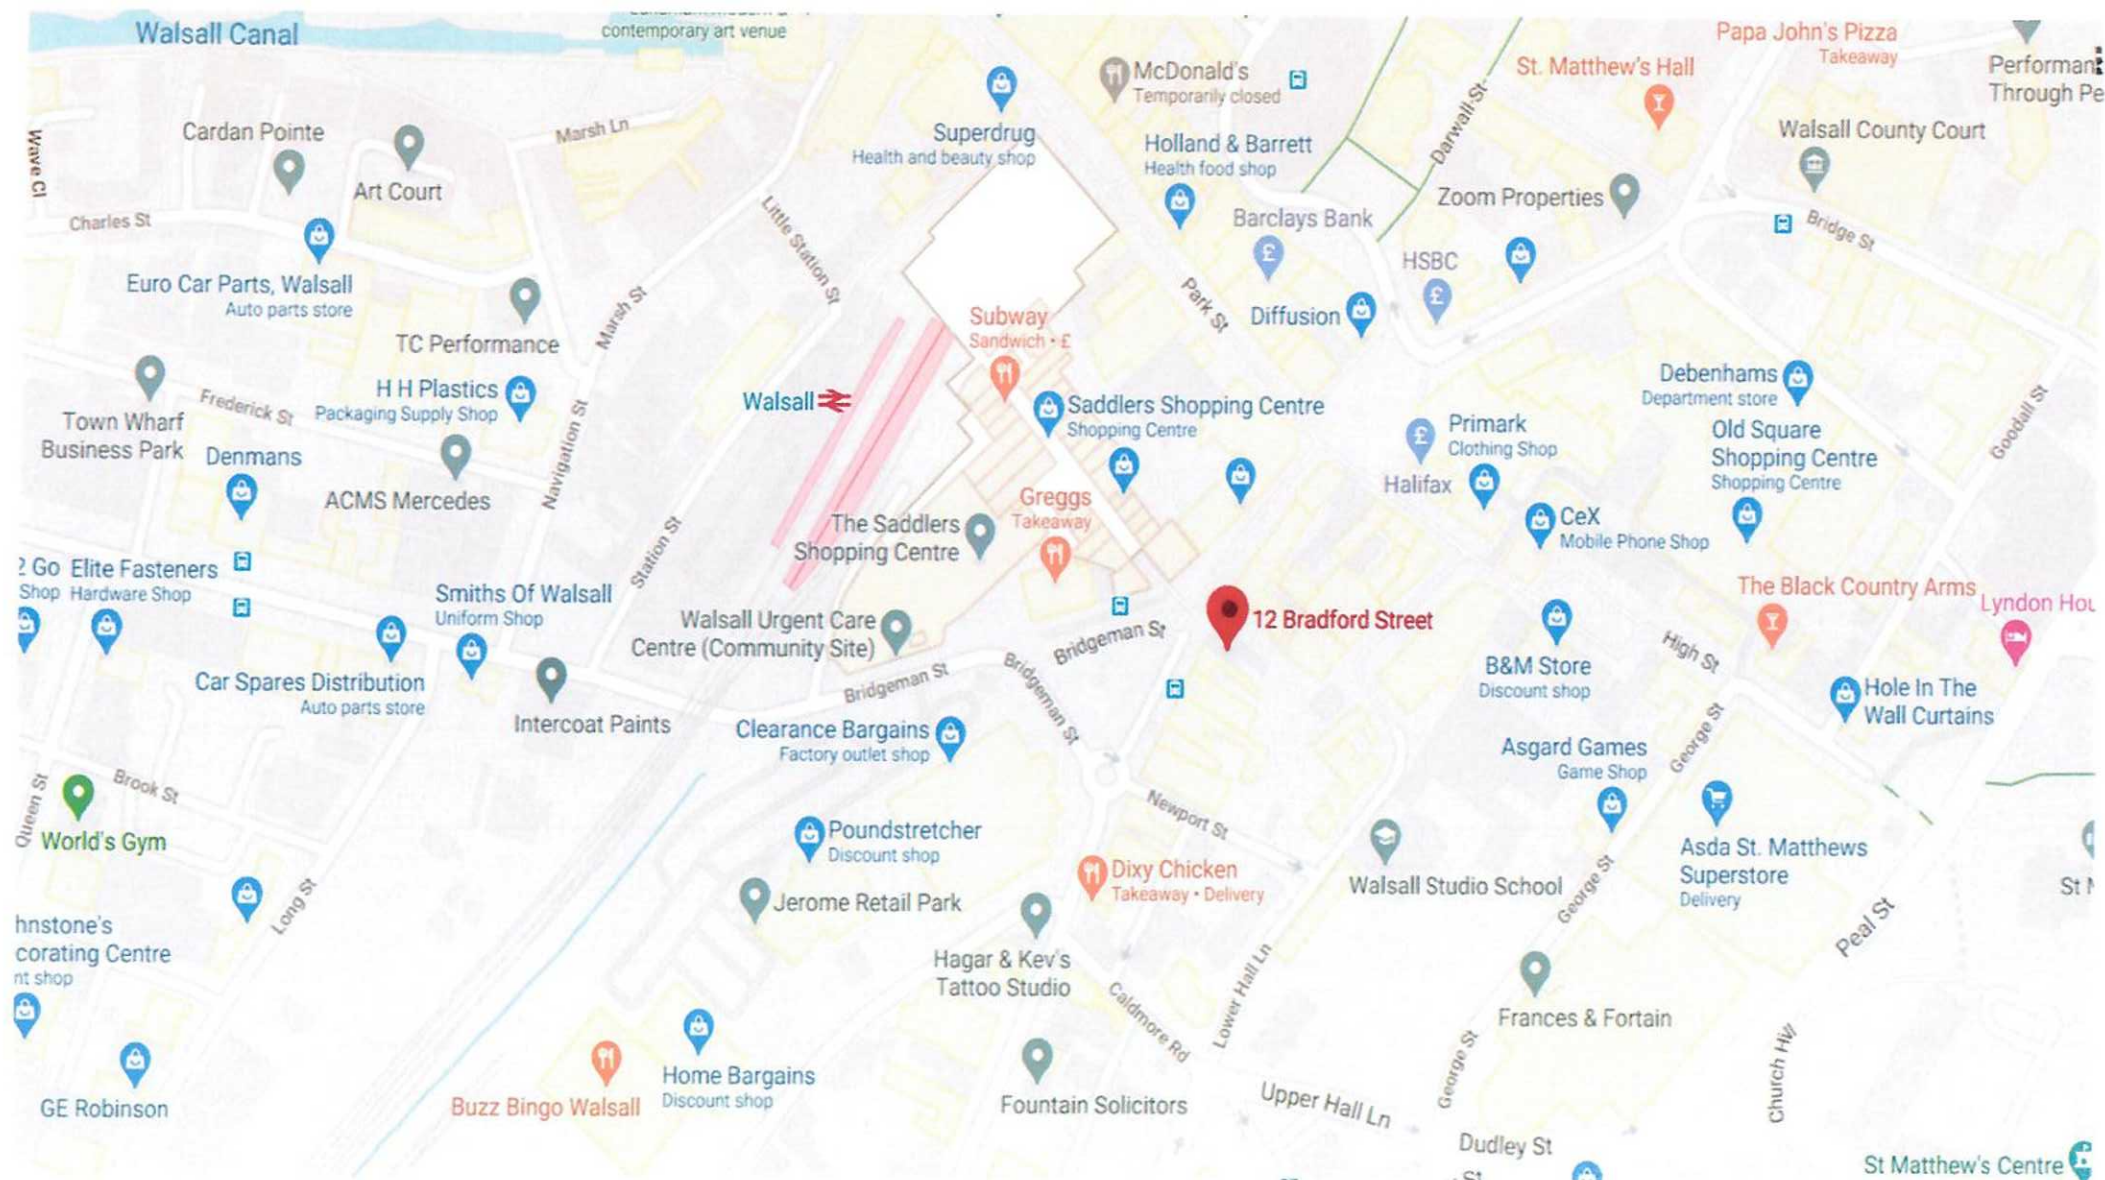 Walsall Canal
contemporary art venue
Papa John's Pizza
Takeaway
St. Matthew's Hall
McDonald's
Temporarily closed
Through Pe
Superdrug
Health and beauty shop
Holland & Barrett
Health food shop
Darwall St
Walsall County Court
Wave Cl
Cardan Pointe
Marsh Ln
Art Court
Zoom Properties
Charles St
Little Station St
Barclays Bank
Bridge St
HSBC
Euro Car Parts, Walsall
Auto parts store
Marsh St
Park St
Diffusion
TC Performance
Subway
Sandwich • £
H H Plastics
Packaging Supply Shop
Walsall
Saddlers Shopping Centre
Shopping Centre
Debenhams
Department store
Frederick St
Town Wharf
Business Park
Primark
Clothing Shop
Old Square
Shopping Centre
Shopping Centre
Goodall St
Denmans
Navigation St
ACMS Mercedes
Halifax
Greggs
Takeaway
The Saddlers
Shopping Centre
CeX
Mobile Phone Shop
Station St
2 Go
Shop
Elite Fasteners
Hardware Shop
Smiths Of Walsall
Uniform Shop
The Black Country Arms
Lyndon Hou
Walsall Urgent Care
Centre (Community Site)
Bridgeman St
12 Bradford Street
High St
B&M Store
Discount shop
Car Spares Distribution
Auto parts store
Bridgeman St
Bridgeman St
Hole In The
Wall Curtains
Intercoat Paints
Clearance Bargains
Factory outlet shop
Asgard Games
Game Shop
George St
Queen St
Brook St
World's Gym
Newport St
Poundstretcher
Discount shop
Dixy Chicken
Takeaway • Delivery
Walsall Studio School
Asda St. Matthews
Superstore
Delivery
George St
Jerome Retail Park
Long St
Peal St
hnstone's
corating Centre
nt shop
Hagar & Kev's
Tattoo Studio
Lower Hall Ln
Caldmore Rd
Frances & Fortain
George St
Church Hill
Home Bargains
Discount shop
GE Robinson
Buzz Bingo Walsall
Fountain Solicitors
Upper Hall Ln
Dudley St
St Matthew's Centre